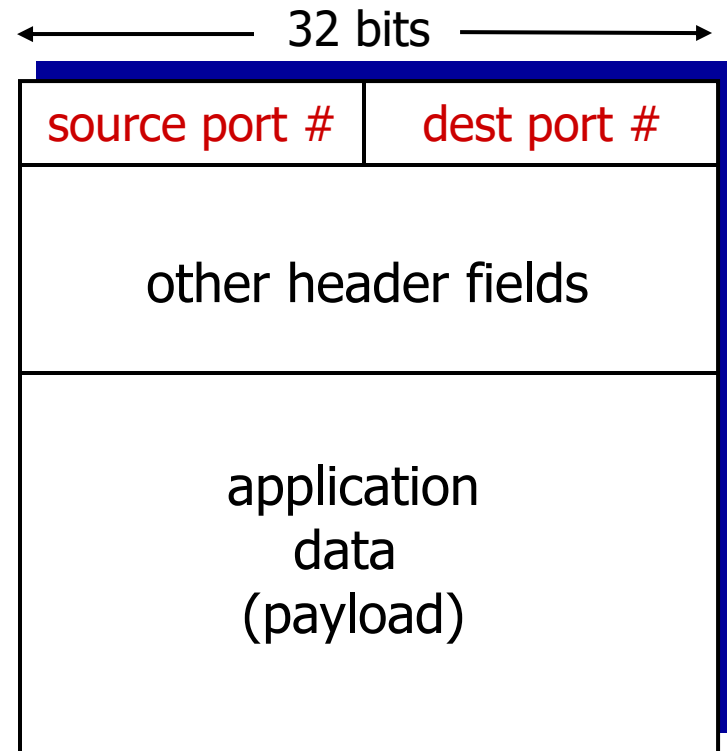 32 bits
source port # dest port #
other header fields
application
data
(payload)